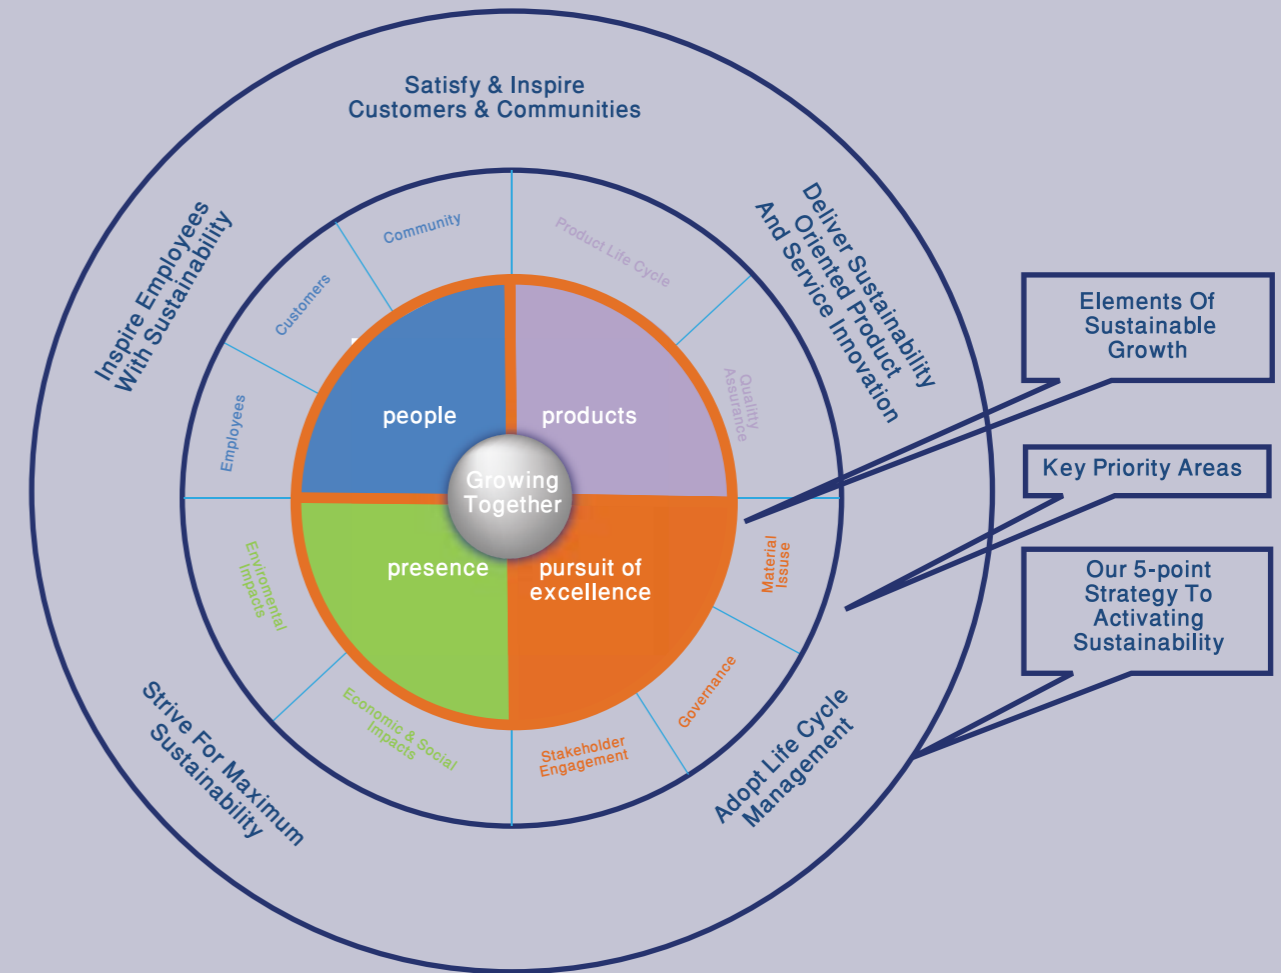 Satisfy & Inspire
Customers & Communities
Inspire Employees
With Sustainability
Deliver Sustainability
Oriented Product
And Service Innovation
Community
Product Life Cycle
Customers
Employees
Qualitty
Assurance
people
products
Growing
Together
presence
pursuit of
excellence
Enviromental
Impacts
Material
Issuse
Economic & Social
Impacts
Stakeholder
Engagement
Governance
Strive For Maximum
Sustainability
Adopt Life Cycle
Management
Elements Of
Sustainable
Growth
Key Priority Areas
Our 5-point
Strategy To
Activating
Sustainability